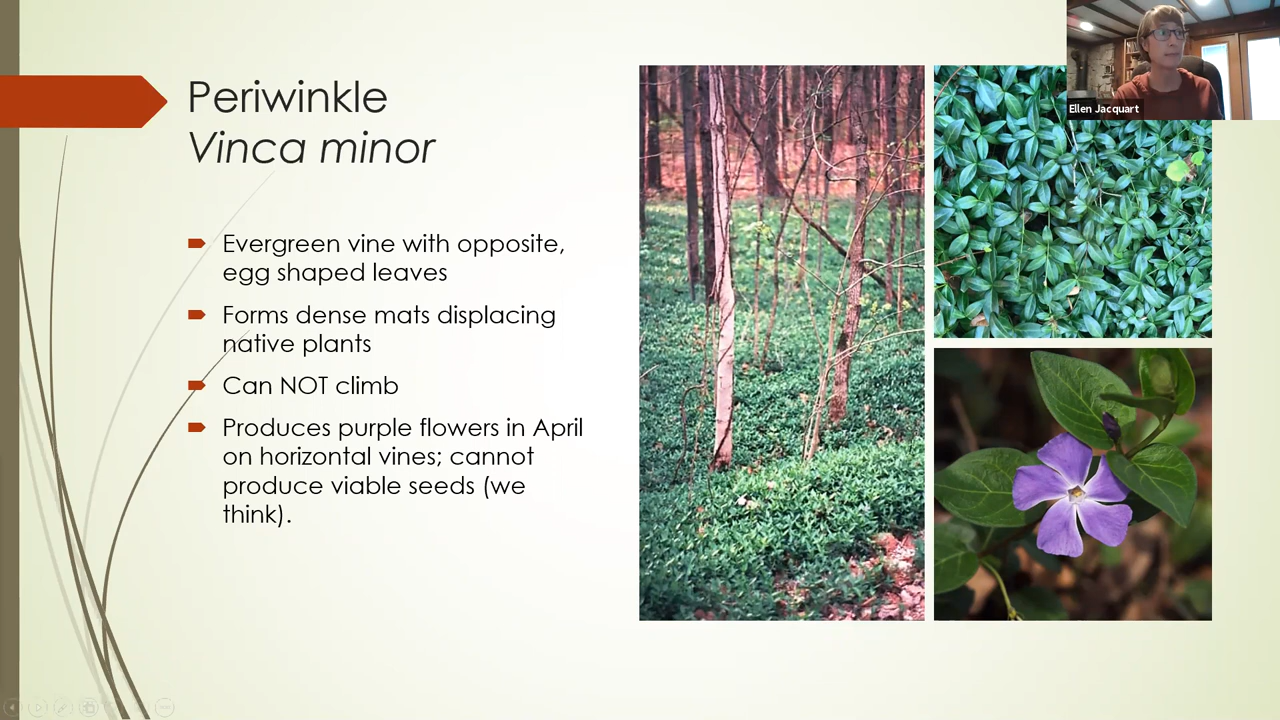 Periwinkle
Vinca minor
Evergreen vine with opposite,
egg shaped leaves
Forms dense mats displacing
native plants
Can NOT climb
Produces purple flowers in April
on horizontal vines; cannot
produce viable seeds (we
think).
Ellen Jacquart